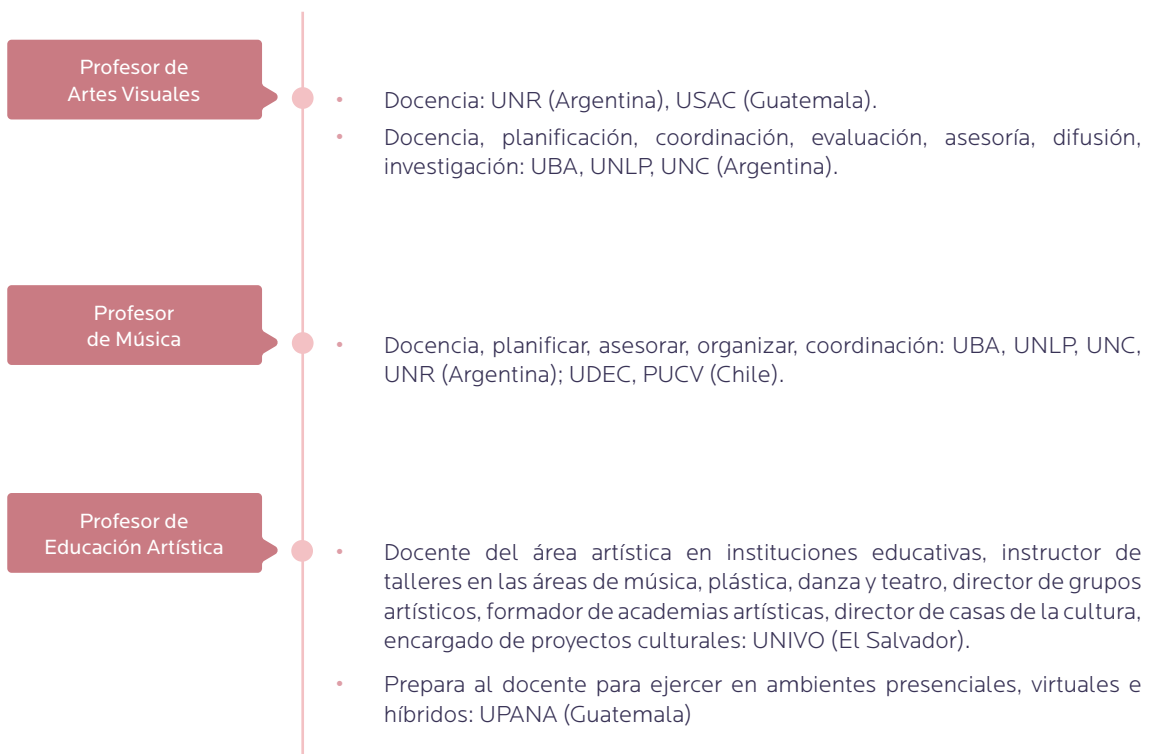 Profesor de
Artes Visuales
• Docencia: UNR (Argentina), USAC (Guatemala).
• Docencia, planificación, coordinación, evaluación, asesoría, difusión,
investigación: UBA, UNLP, UNC (Argentina).
Profesor
de Música
• Docencia, planificar, asesorar, organizar, coordinación: UBA, UNLP, UNC,
UNR (Argentina); UDEC, PUCV (Chile).
Profesor de
Educación Artística
• Docente del área artística en instituciones educativas, instructor de
talleres en las áreas de música, plástica, danza y teatro, director de grupos
artísticos, formador de academias artísticas, director de casas de la cultura,
encargado de proyectos culturales: UNIVO (El Salvador).
• Prepara al docente para ejercer en ambientes presenciales, virtuales e
híbridos: UPANA (Guatemala)